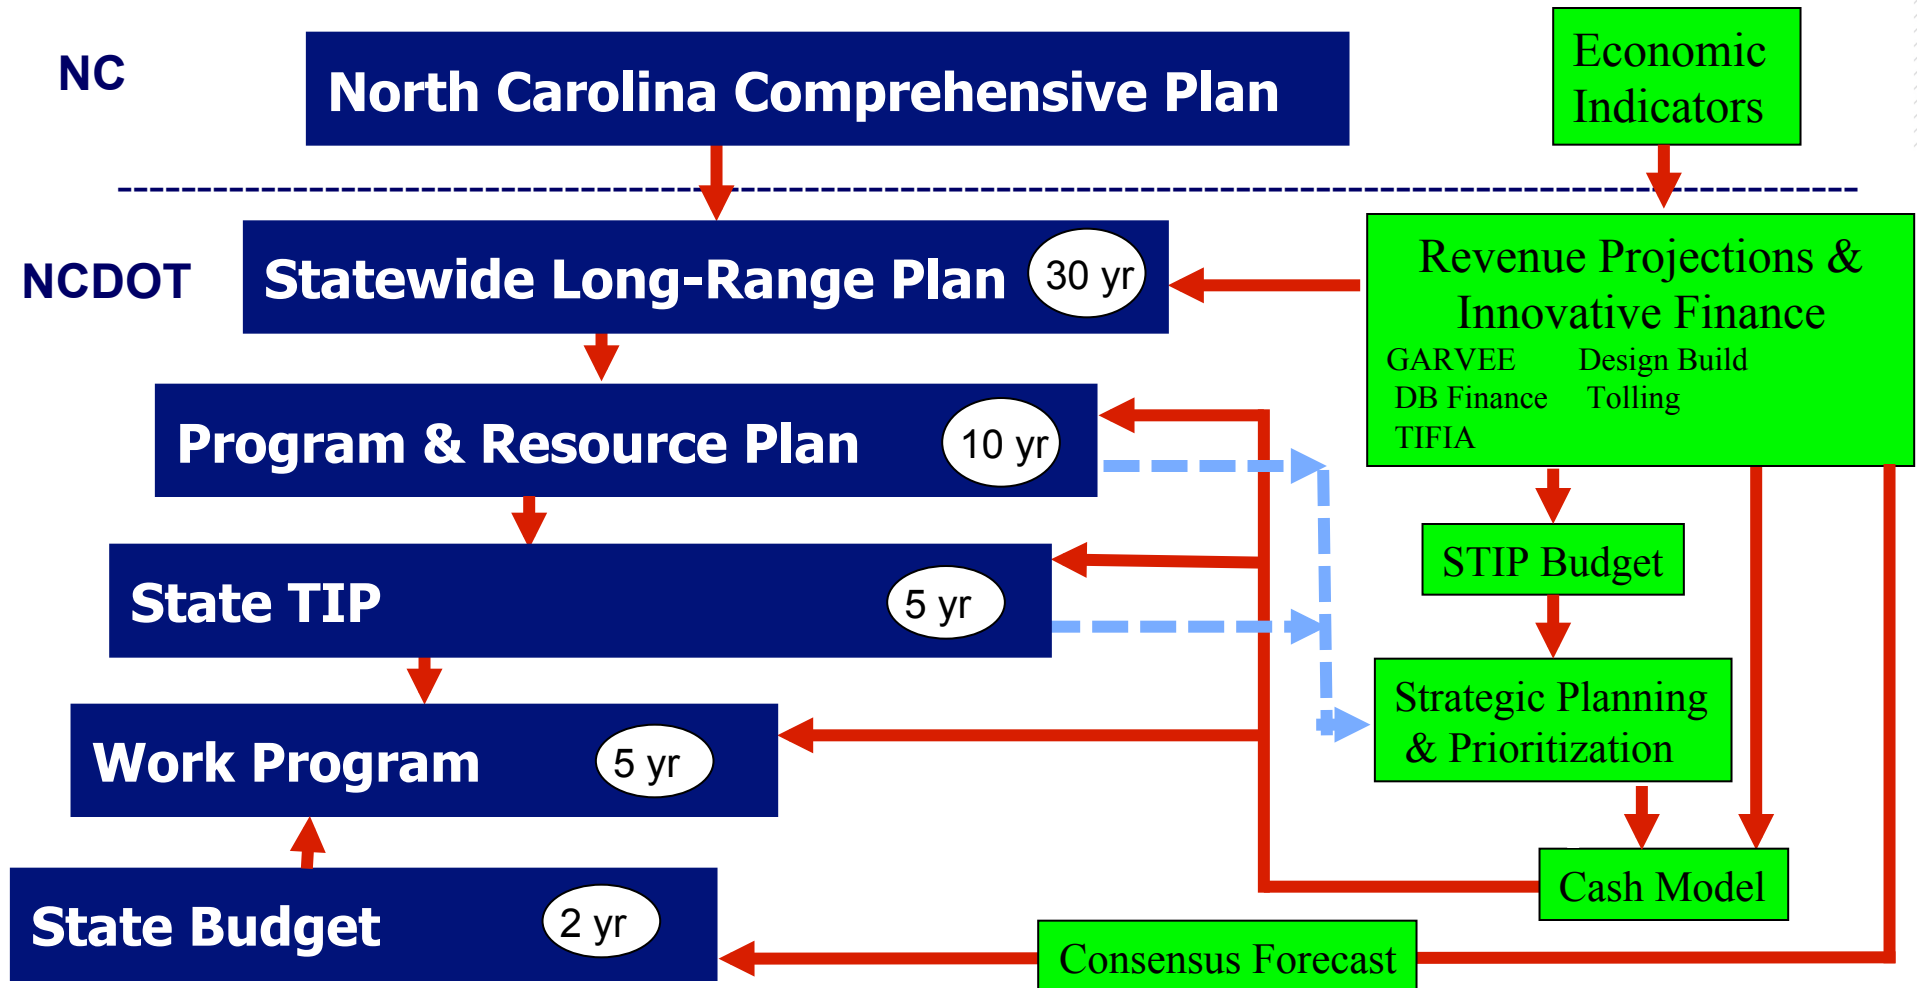 NC
North Carolina Comprehensive Plan
Economic
Indicators
NCDOT
Statewide Long-Range Plan
30 yr
Revenue Projections &
Innovative Finance
GARVEE Design Build
DB Finance Tolling
TIFIA
Program & Resource Plan
10 yr
STIP Budget
State TIP
5 yr
Strategic Planning
& Prioritization
Work Program
5 yr
Cash Model
State Budget
2 yr
Consensus Forecast